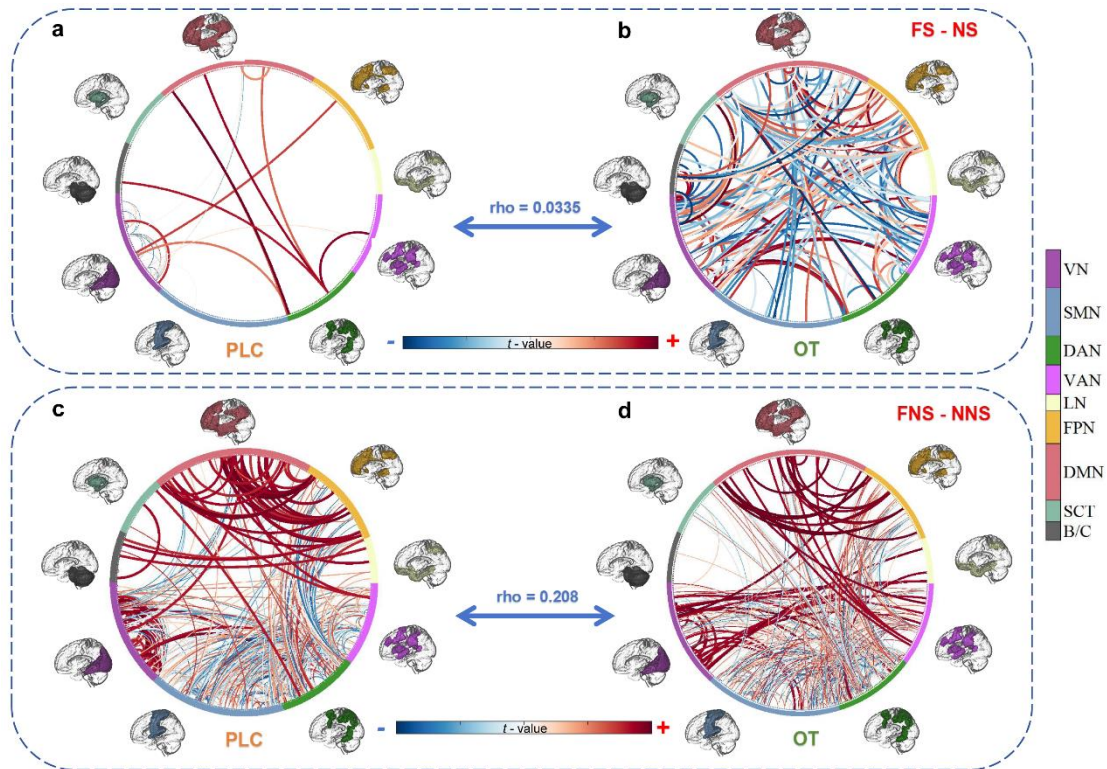 a
b
FS - NS
rho = 0.0335
PLC
- t - value +
OT
c
d
FNS - NNS
rho = 0.208
PLC
- t - value +
OT
VN
SMN
DAN
VAN
LN
FPN
DMN
SCT
B/C